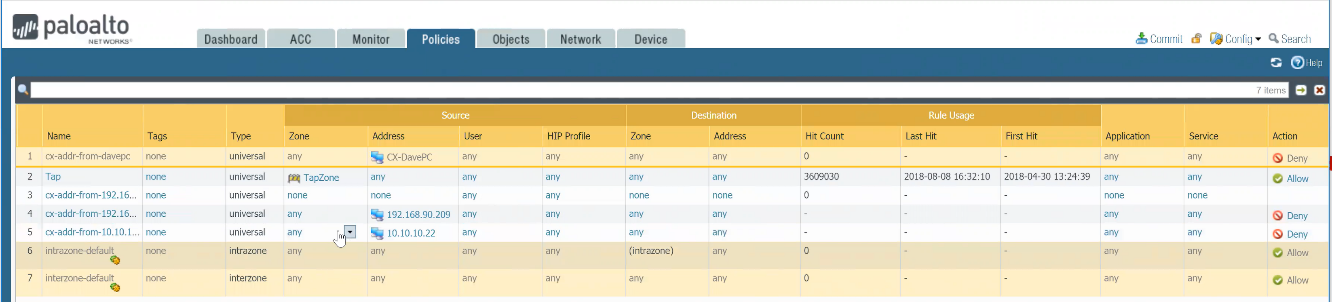 paloalto
NETWORKS®
Dashboard ACC Monitor Policies Objects Network Device Commit Config Search
Help
7 items
Source Destination Rule Usage
Name Tags Type Zone Address User HIP Profile Zone Address Hit Count Last Hit First Hit Application Service Action
1 cx-addr-from-davepc none universal any CX-DavePC any any any any 0 - - any any Deny
2 Tap none universal TapZone any any any any any 3609030 2018-08-08 16:32:10 2018-04-30 13:24:39 any any Allow
3 cx-addr-from-192.16... none universal none none any any none none 0 - - none none
4 cx-addr-from-192.16... none universal any 192.168.90.209 any any any any - - - any any Deny
5 cx-addr-from-10.10.1... none universal any 10.10.10.22 any any any any - - - any any Deny
6 intrazone-default none intrazone any any any any (intrazone) any 0 - - any any Allow
7 interzone-default none interzone any any any any any any 0 - - any any Allow